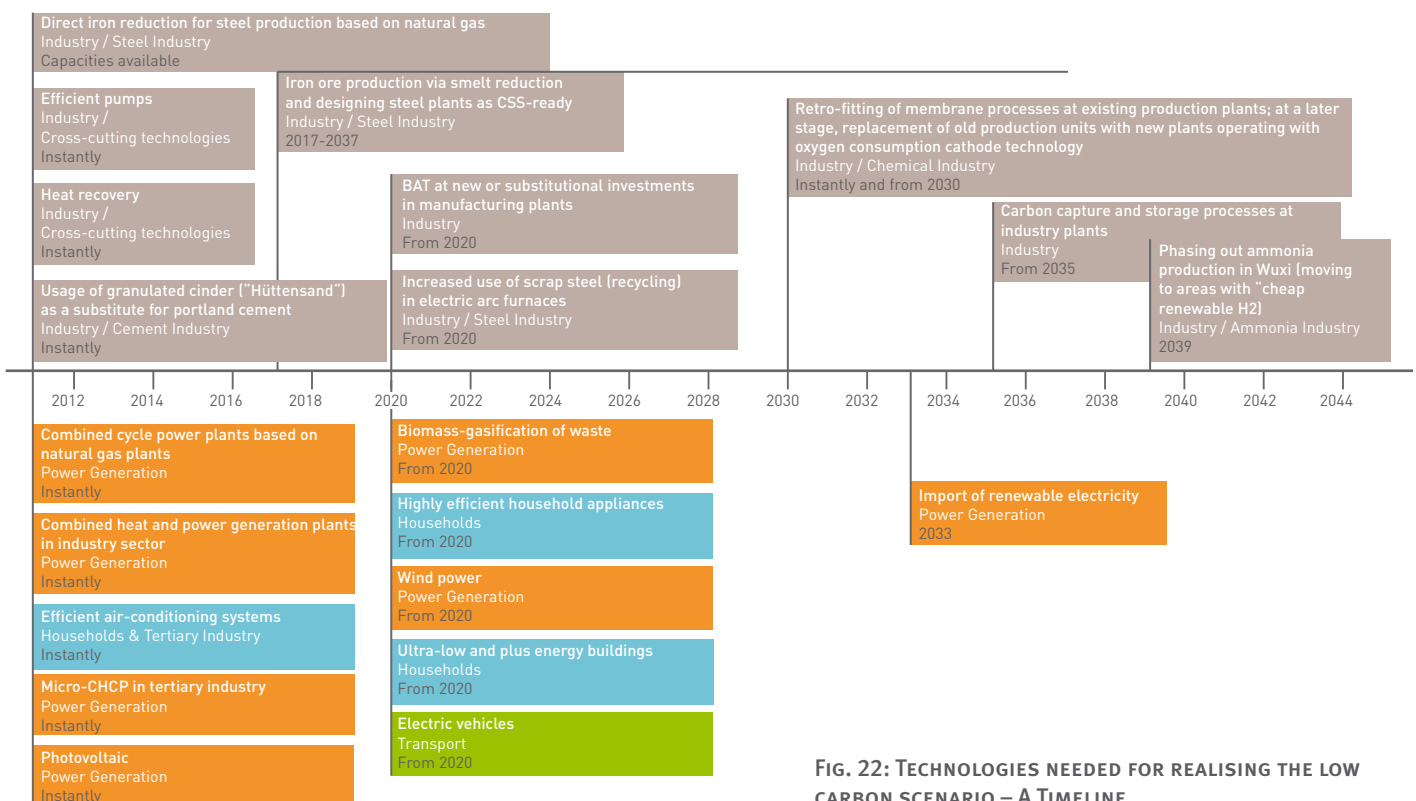 Direct iron reduction for steel production based on natural gas
Industry / Steel Industry
Capacities available
Iron ore production via smelt reduction
and designing steel plants as CSS-ready
Industry / Steel Industry
2017-2037
Efficient pumps
Industry /
Cross-cutting technologies
Instantly
Retro-fitting of membrane processes at existing production plants; at a later
stage, replacement of old production units with new plants operating with
oxygen consumption cathode technology
Industry / Chemical Industry
Instantly and from 2030
Heat recovery
Industry /
Cross-cutting technologies
Instantly
BAT at new or substitutional investments
in manufacturing plants
Industry
From 2020
Carbon capture and storage processes at
industry plants
Industry
From 2035
Phasing out ammonia
production in Wuxi (moving
to areas with "cheap
renewable H2)
Industry / Ammonia Industry
2039
Usage of granulated cinder ("Hüttensand")
as a substitute for portland cement
Industry / Cement Industry
Instantly
Increased use of scrap steel (recycling)
in electric arc furnaces
Industry / Steel Industry
From 2020
2012 2014 2016 2018 2020 2022 2024 2026 2028 2030 2032 2034 2036 2038 2040 2042 2044
Combined cycle power plants based on
natural gas plants
Power Generation
Instantly
Combined heat and power generation plants
in industry sector
Power Generation
Instantly
Efficient air-conditioning systems
Households & Tertiary Industry
Instantly
Micro-CHCP in tertiary industry
Power Generation
Instantly
Photovoltaic
Power Generation
Instantly
Biomass-gasification of waste
Power Generation
From 2020
Highly efficient household appliances
Households
From 2020
Wind power
Power Generation
From 2020
Ultra-low and plus energy buildings
Households
From 2020
Electric vehicles
Transport
From 2020
Import of renewable electricity
Power Generation
2033
Fig. 22: Technologies needed for realising the low
carbon scenario – A Timeline